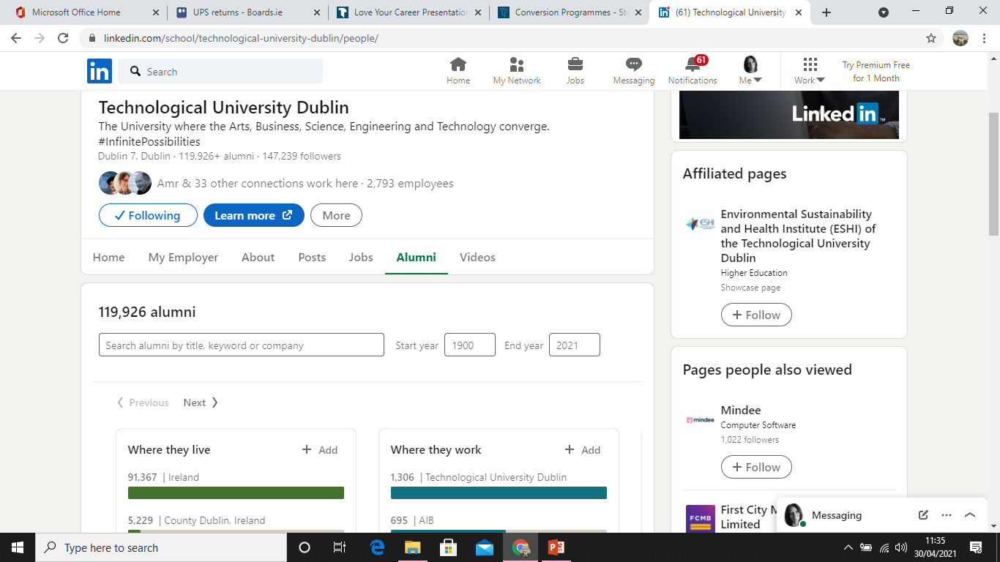 Microsoft Office Home
UPS returns - Boards.ie
Love Your Career Presentation
Conversion Programmes - Stu
(61) Technological University
linkedin.com/school/technological-university-dublin/people/
in
Search
Home
My Network
Jobs
Messaging
61
Notifications
Me
Work
Try Premium Free
for 1 Month
Technological University Dublin
The University where the Arts, Business, Science, Engineering and Technology converge.
#InfinitePossibilities
Dublin 7, Dublin · 119,926+ alumni · 147,239 followers
Amr & 33 other connections work here · 2,793 employees
Following
Learn more
More
Home
My Employer
About
Posts
Jobs
Alumni
Videos
119,926 alumni
Search alumni by title, keyword or company
Start year
1900
End year
2021
Previous
Next
Where they live
+ Add
91,367 | Ireland
5,229 | County Dublin, Ireland
Where they work
+ Add
1,306 | Technological University Dublin
695 | AIB
Linked in TM
Affiliated pages
ESHI
Environmental Sustainability
and Health Institute (ESHI) of
the Technological University
Dublin
Higher Education
Showcase page
+ Follow
Pages people also viewed
mindee
Mindee
Computer Software
1,022 followers
+ Follow
FCMB
First City M
Limited
Messaging
Type here to search
11:35
30/04/2021